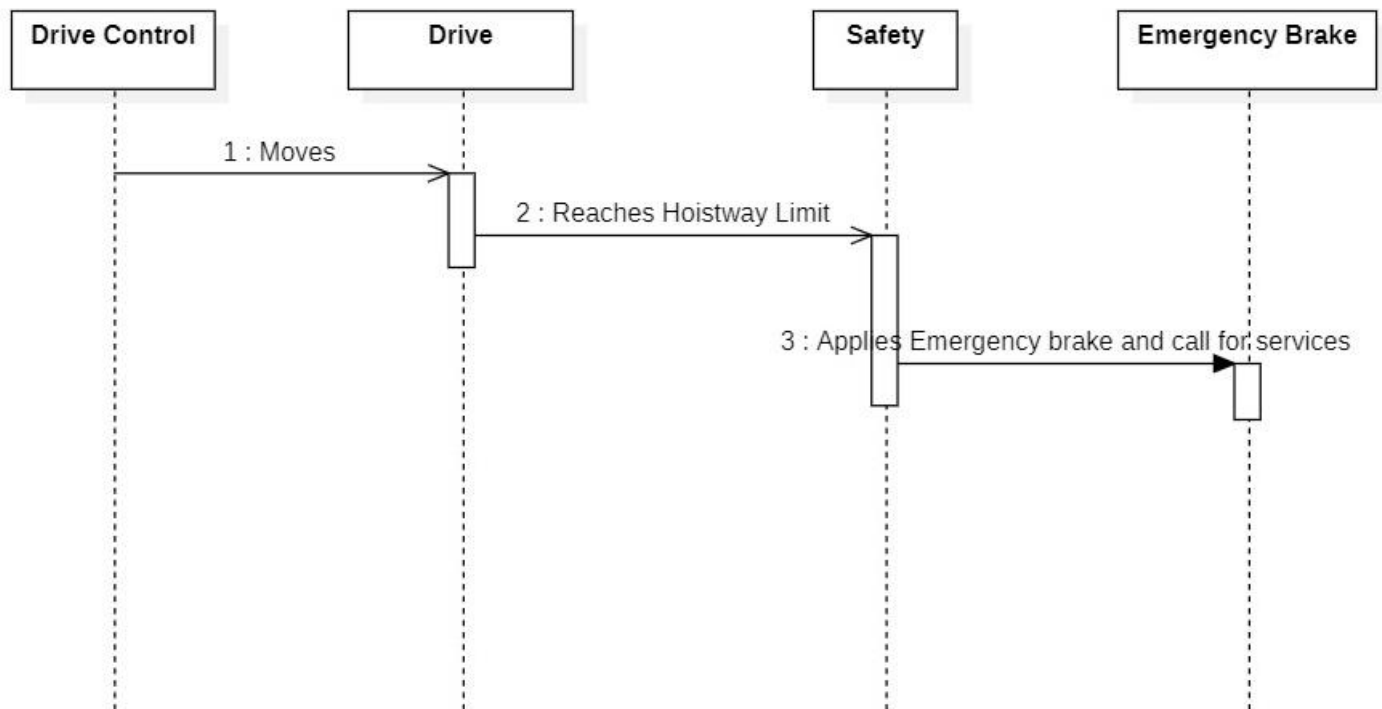 Drive Control
Drive
Safety
Emergency Brake
1 : Moves
2 : Reaches Hoistway Limit
3 : Applies Emergency brake and call for services